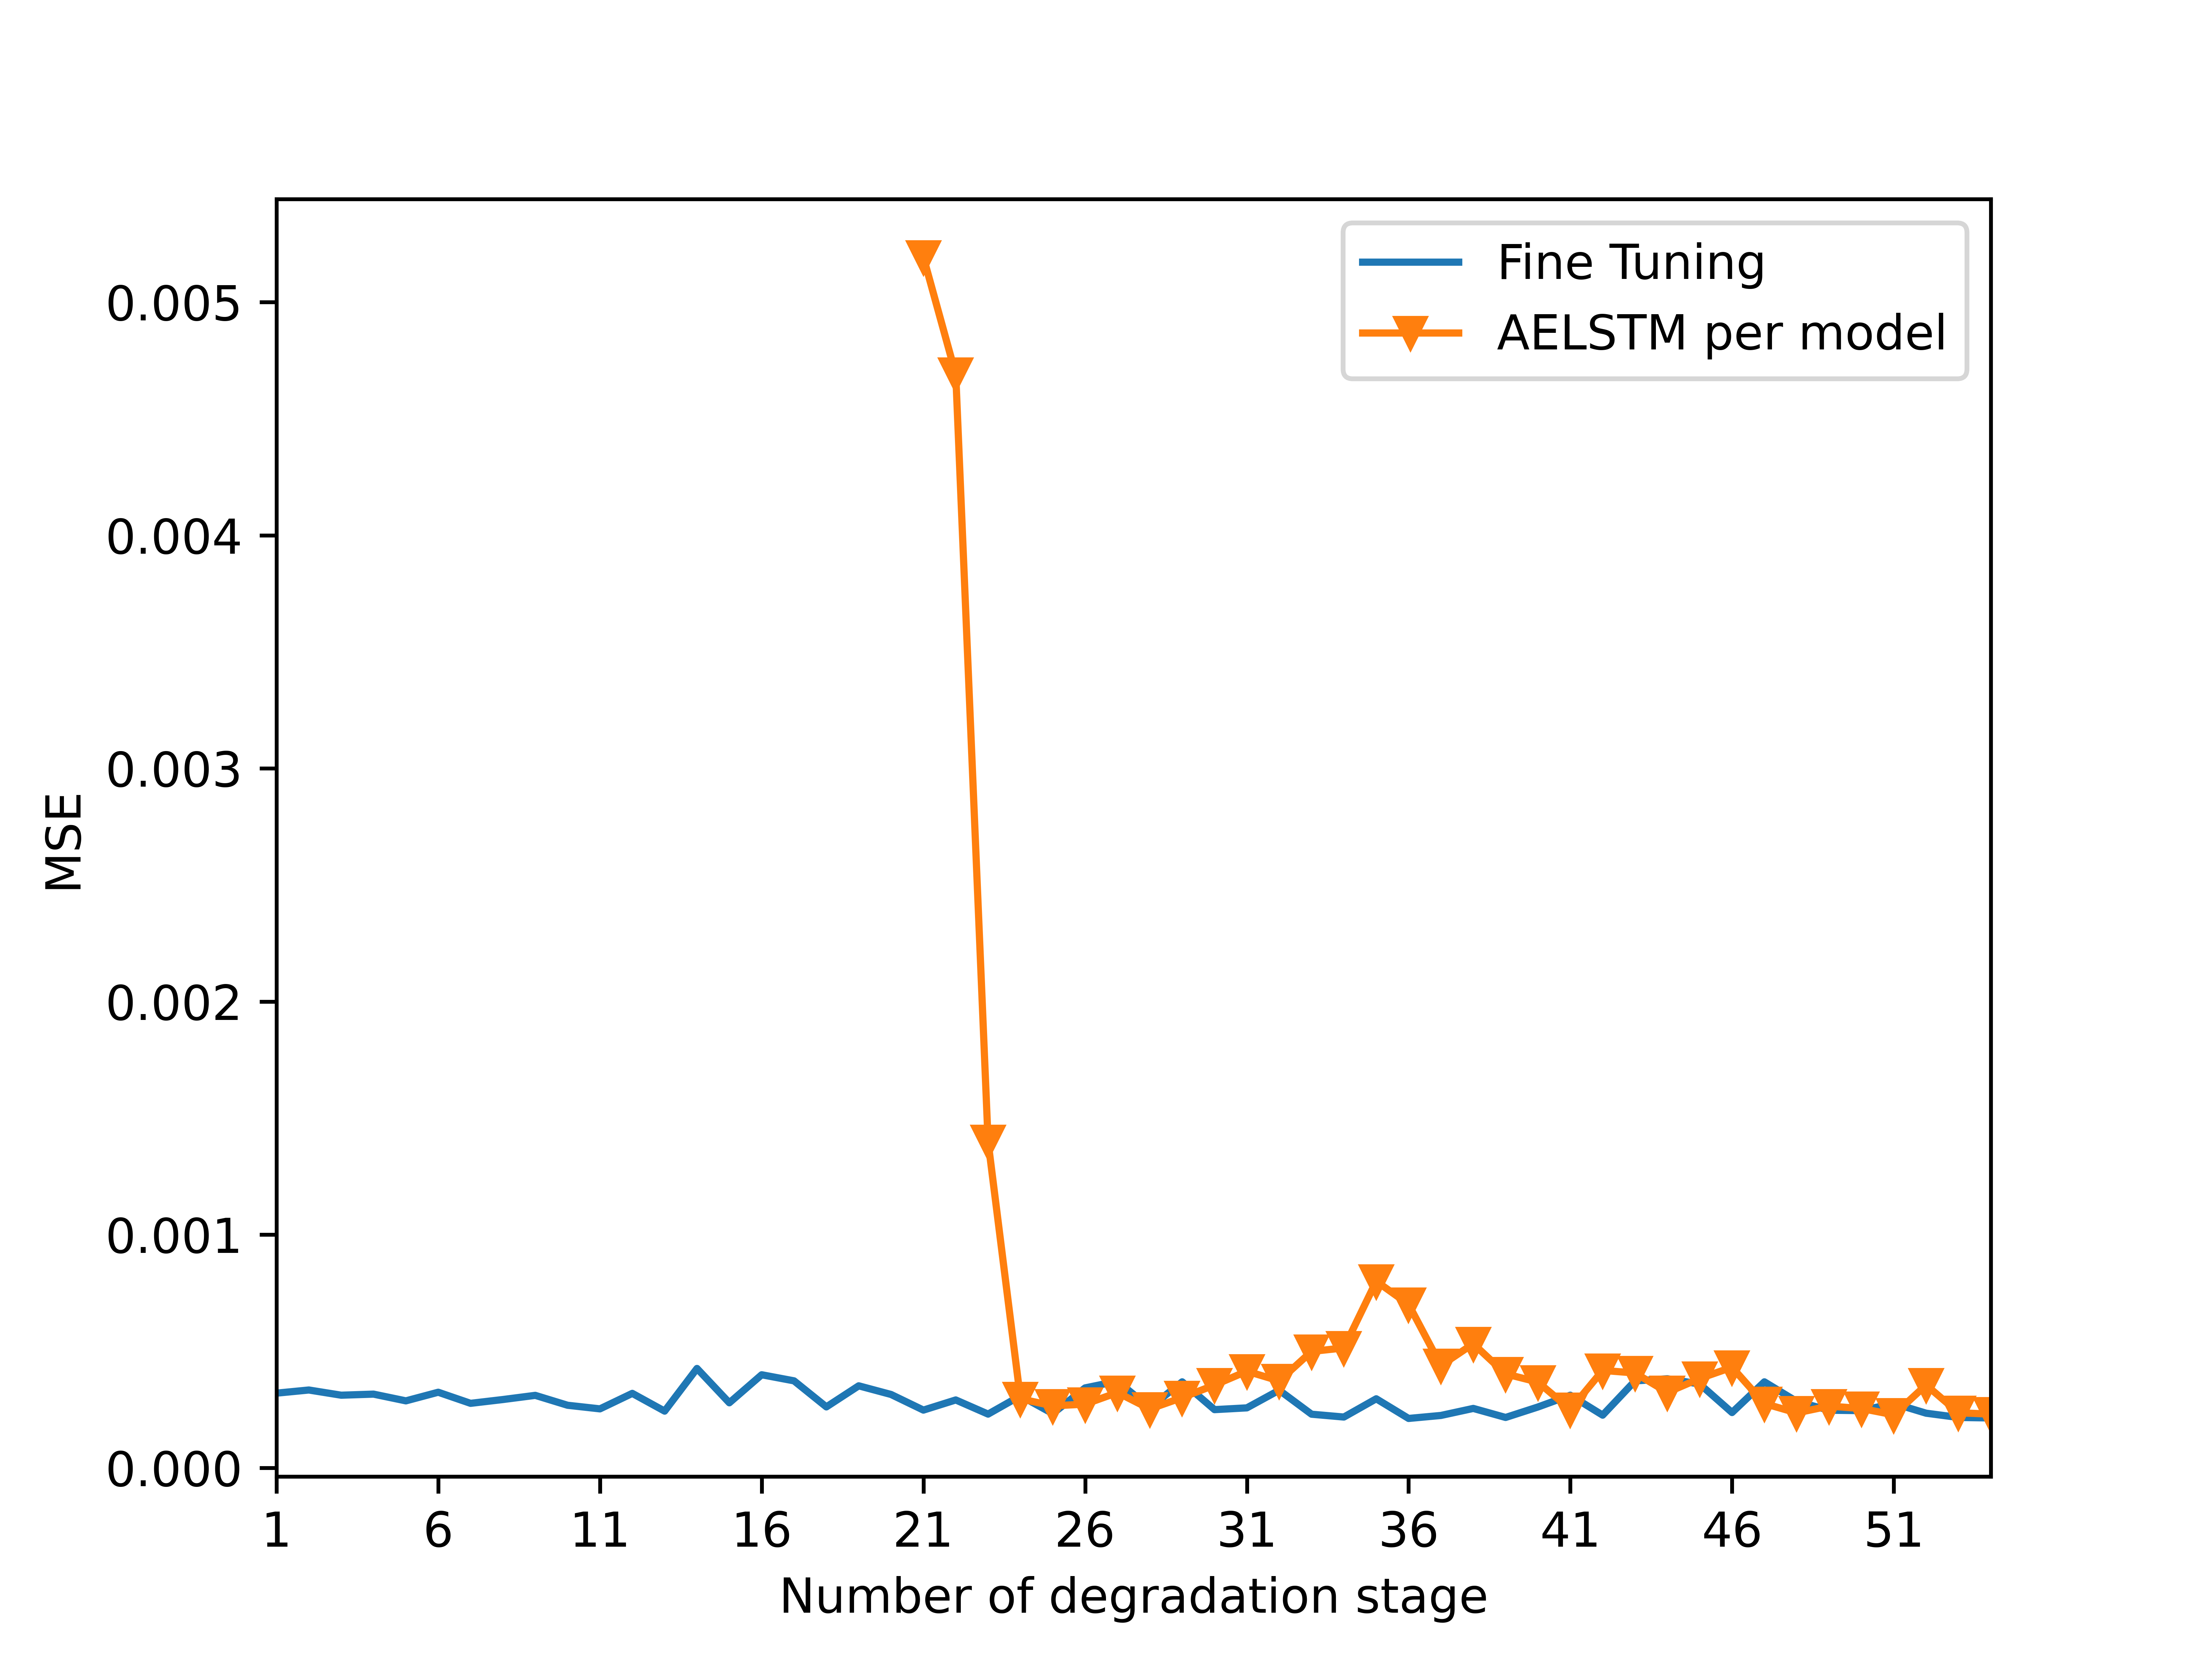 Fine Tuning
AELSTM per model
0.005
0.004
0.003
0.002
0.001
0.000
MSE
1 6 11 16 21 26 31 36 41 46 51
Number of degradation stage